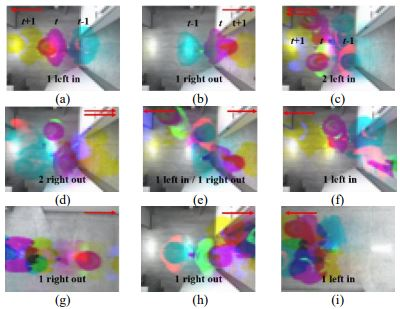 t+1 t t-1
1 left in
(a)
t-1 t t+1
1 right out
(b)
t+1 t t-1
2 left in
(c)
2 right out
(d)
1 left in / 1 right out
(e)
1 left in
(f)
1 right out
(g)
1 right out
(h)
1 left in
(i)